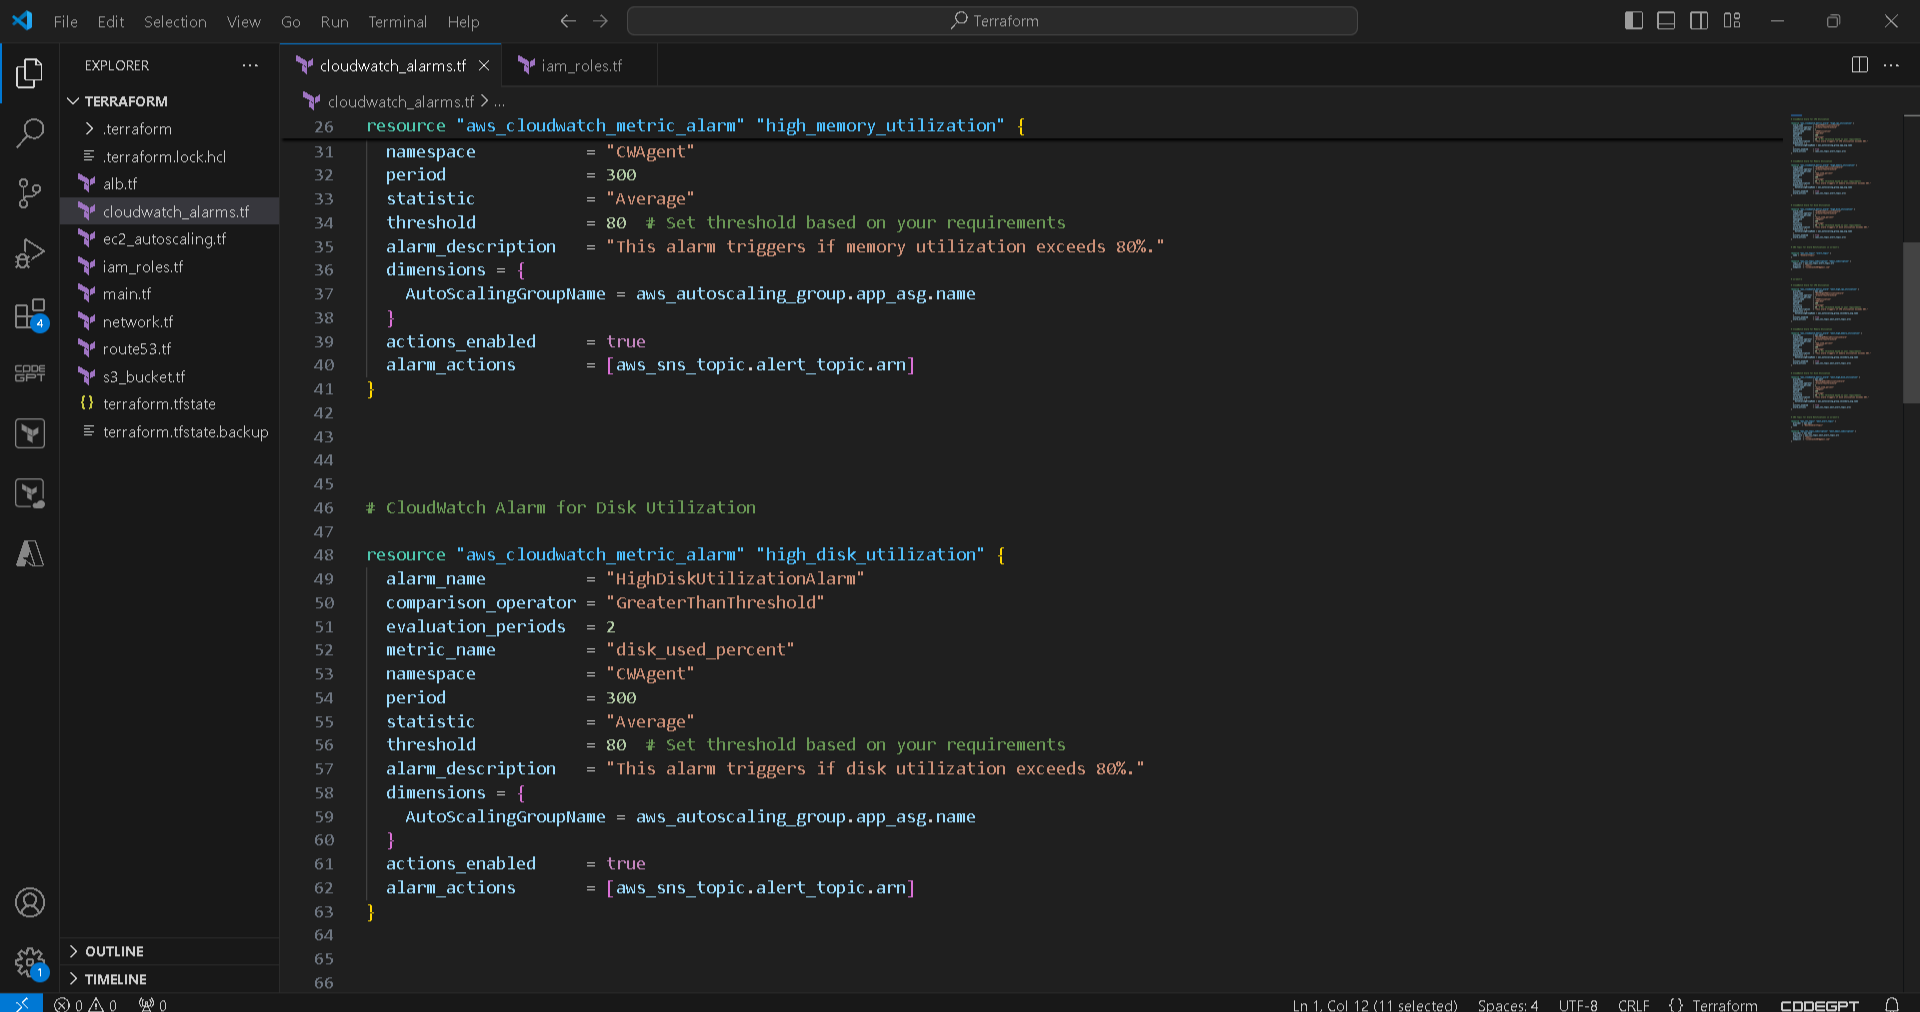 File Edit Selection View Go Run Terminal Help
Terraform
EXPLORER
TERRAFORM
.terraform
.terraform.lock.hcl
alb.tf
cloudwatch_alarms.tf
ec2_autoscaling.tf
iam_roles.tf
main.tf
network.tf
route53.tf
s3_bucket.tf
terraform.tfstate
terraform.tfstate.backup
OUTLINE
TIMELINE
4
CODE
GPT
1
cloudwatch_alarms.tf
iam_roles.tf
cloudwatch_alarms.tf > ...
26 resource "aws_cloudwatch_metric_alarm" "high_memory_utilization" {
31 namespace = "CWAgent"
32 period = 300
33 statistic = "Average"
34 threshold = 80 # Set threshold based on your requirements
35 alarm_description = "This alarm triggers if memory utilization exceeds 80%."
36 dimensions = {
37 AutoScalingGroupName = aws_autoscaling_group.app_asg.name
38 }
39 actions_enabled = true
40 alarm_actions = [aws_sns_topic.alert_topic.arn]
41 }
42
43
44
45
46 # CloudWatch Alarm for Disk Utilization
47
48 resource "aws_cloudwatch_metric_alarm" "high_disk_utilization" {
49 alarm_name = "HighDiskUtilizationAlarm"
50 comparison_operator = "GreaterThanThreshold"
51 evaluation_periods = 2
52 metric_name = "disk_used_percent"
53 namespace = "CWAgent"
54 period = 300
55 statistic = "Average"
56 threshold = 80 # Set threshold based on your requirements
57 alarm_description = "This alarm triggers if disk utilization exceeds 80%."
58 dimensions = {
59 AutoScalingGroupName = aws_autoscaling_group.app_asg.name
60 }
61 actions_enabled = true
62 alarm_actions = [aws_sns_topic.alert_topic.arn]
63 }
64
65
66
0 0 0
Ln 1, Col 12 (11 selected) Spaces: 4 UTF-8 CRLF {} Terraform CODEGPT